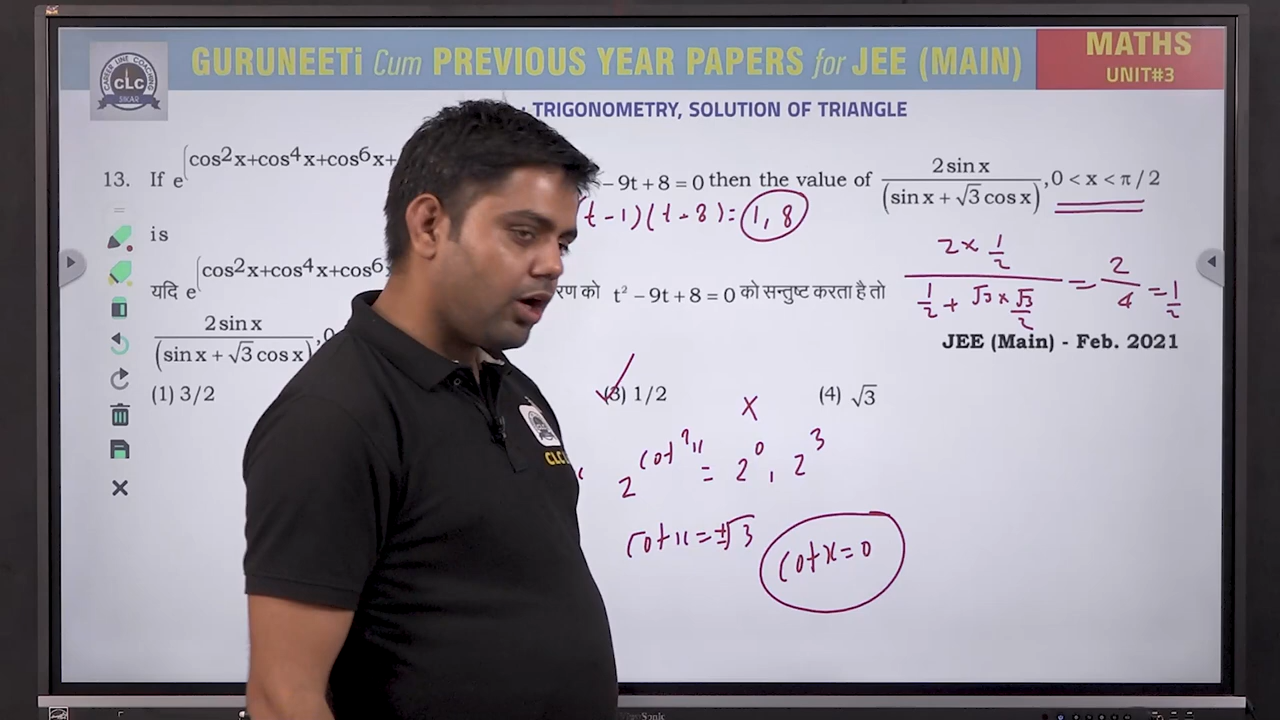 GURUNEETi Cum PREVIOUS YEAR PAPERS for JEE (MAIN)
MATHS
UNIT#3
CAREER LINE COACHING
CLC
SIKAR
: TRIGONOMETRY, SOLUTION OF TRIANGLE
13. If e^(cos²x+cos⁴x+cos⁶x+ − 9t + 8 = 0 then the value of 2 sin x / (sin x + √3 cos x), 0 < x < π / 2
(t-1)(t-8)= 1, 8
is
2 × 1/2 / 1/2 + √3 × √3/2 = 2/4 = 1/2
यदि e^(cos²x+cos⁴x+cos⁶ रण को t² − 9t + 8 = 0 को सन्तुष्ट करता है तो
2 sin x / (sin x + √3 cos x), 0
JEE (Main) - Feb. 2021
(1) 3/2 (3) 1/2 (4) √3
x
2^cot²x = 2⁰, 2³
cot x = ±√3 cot x = 0
CLC